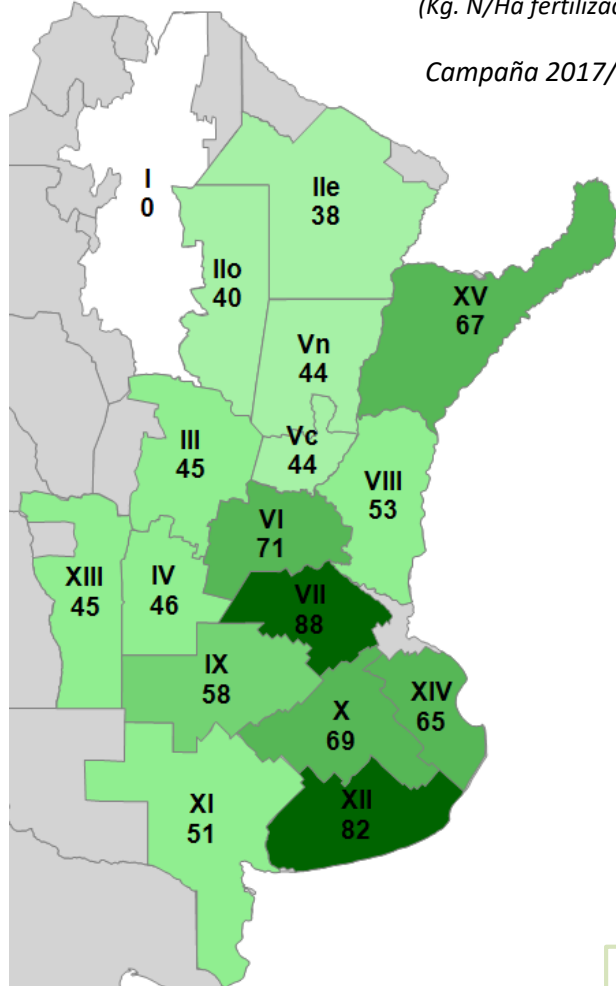 (Kg. N/Ha fertilizad
Campaña 2017/
I
0
IIe
38
IIo
40
XV
67
Vn
44
III
45
Vc
44
VIII
53
VI
71
XIII
45
IV
46
VII
88
IX
58
XIV
65
X
69
XI
51
XII
82